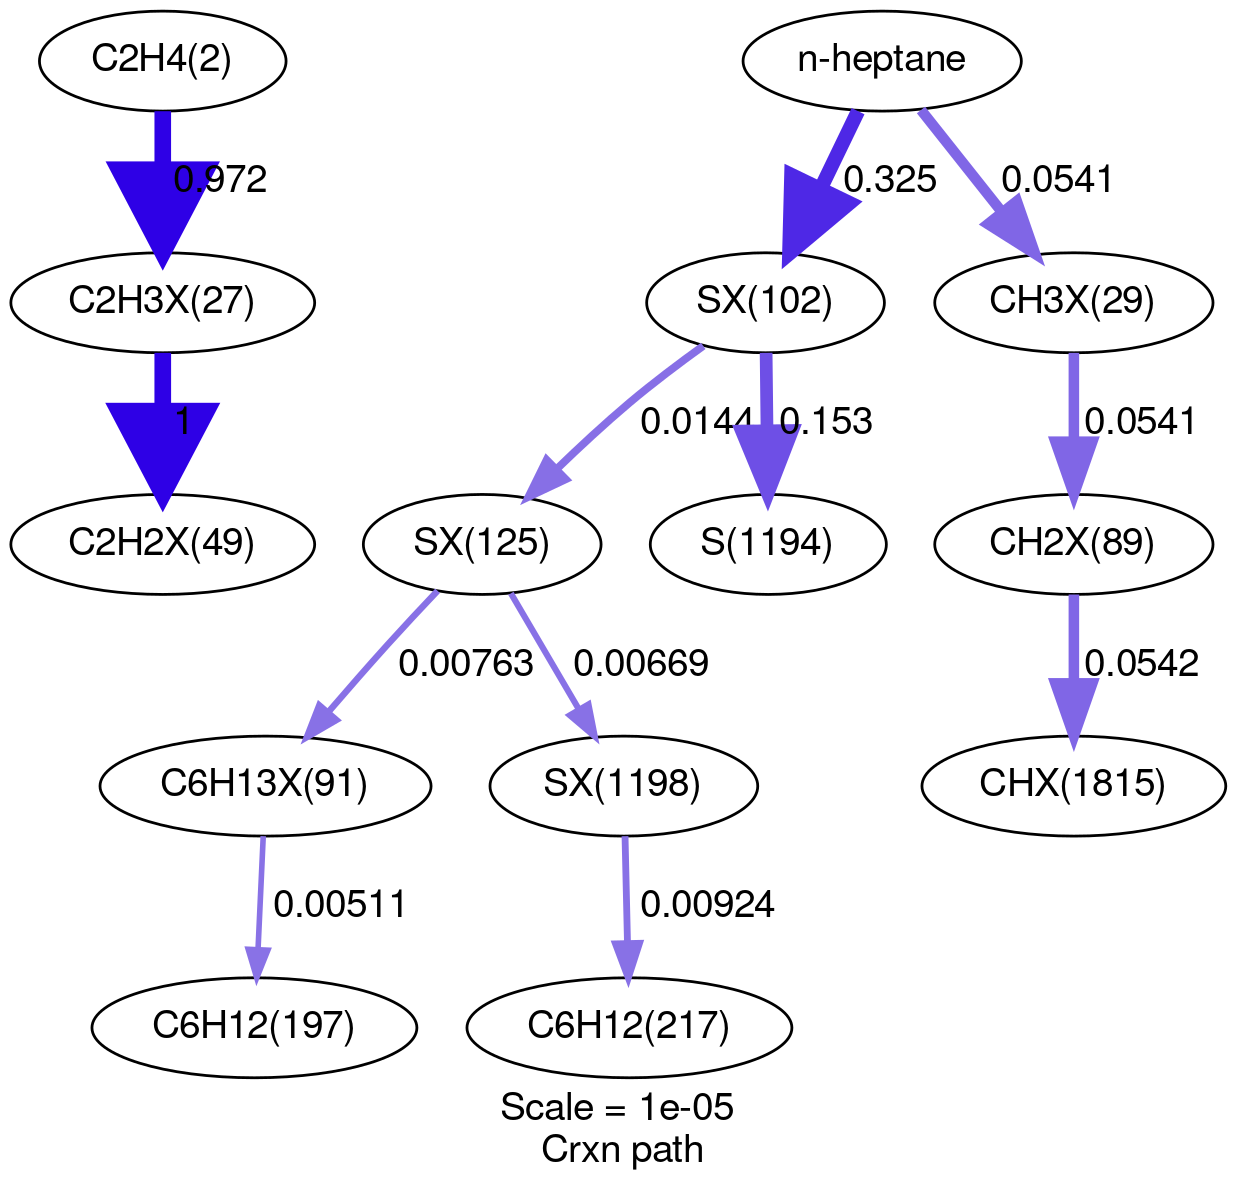 C2H4(2)
n-heptane
0.972
0.325
0.0541
C2H3X(27)
SX(102)
CH3X(29)
1
0.0144
0.153
0.0541
C2H2X(49)
SX(125)
S(1194)
CH2X(89)
0.00763
0.00669
0.0542
C6H13X(91)
SX(1198)
CHX(1815)
0.00511
0.00924
C6H12(197)
C6H12(217)
Scale = 1e-05
Crxn path